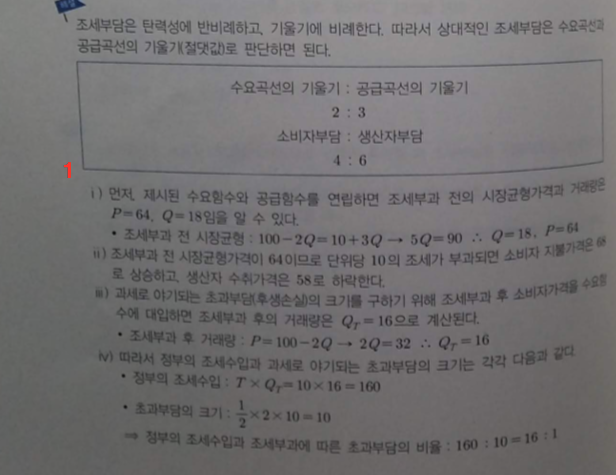 해설
조세부담은 탄력성에 반비례하고, 기울기에 비례한다. 따라서 상대적인 조세부담은 수요곡선과
공급곡선의 기울기(절댓값)로 판단하면 된다.
수요곡선의 기울기 : 공급곡선의 기울기
2 : 3
소비자부담 : 생산자부담
4 : 6
1
ⅰ) 먼저, 제시된 수요함수와 공급함수를 연립하면 조세부과 전의 시장균형가격과 거래량은
P=64, Q=18임을 알 수 있다.
• 조세부과 전 시장균형 : 100-2Q=10+3Q → 5Q=90 ∴ Q=18, P=64
ⅱ) 조세부과 전 시장균형가격이 64이므로 단위당 10의 조세가 부과되면 소비자 지불가격은 68
로 상승하고, 생산자 수취가격은 58로 하락한다.
ⅲ) 과세로 야기되는 초과부담(후생손실)의 크기를 구하기 위해 조세부과 후 소비자가격을 수요함
수에 대입하면 조세부과 후의 거래량은 Q_T=16으로 계산된다.
• 조세부과 후 거래량 : P=100-2Q → 2Q=32 ∴ Q_T=16
ⅳ) 따라서 정부의 조세수입과 과세로 야기되는 초과부담의 크기는 각각 다음과 같다
• 정부의 조세수입 : T×Q_T=10×16=160
• 초과부담의 크기 : 1/2×2×10=10
⇒ 정부의 조세수입과 조세부과에 따른 초과부담의 비율 : 160 : 10=16 : 1